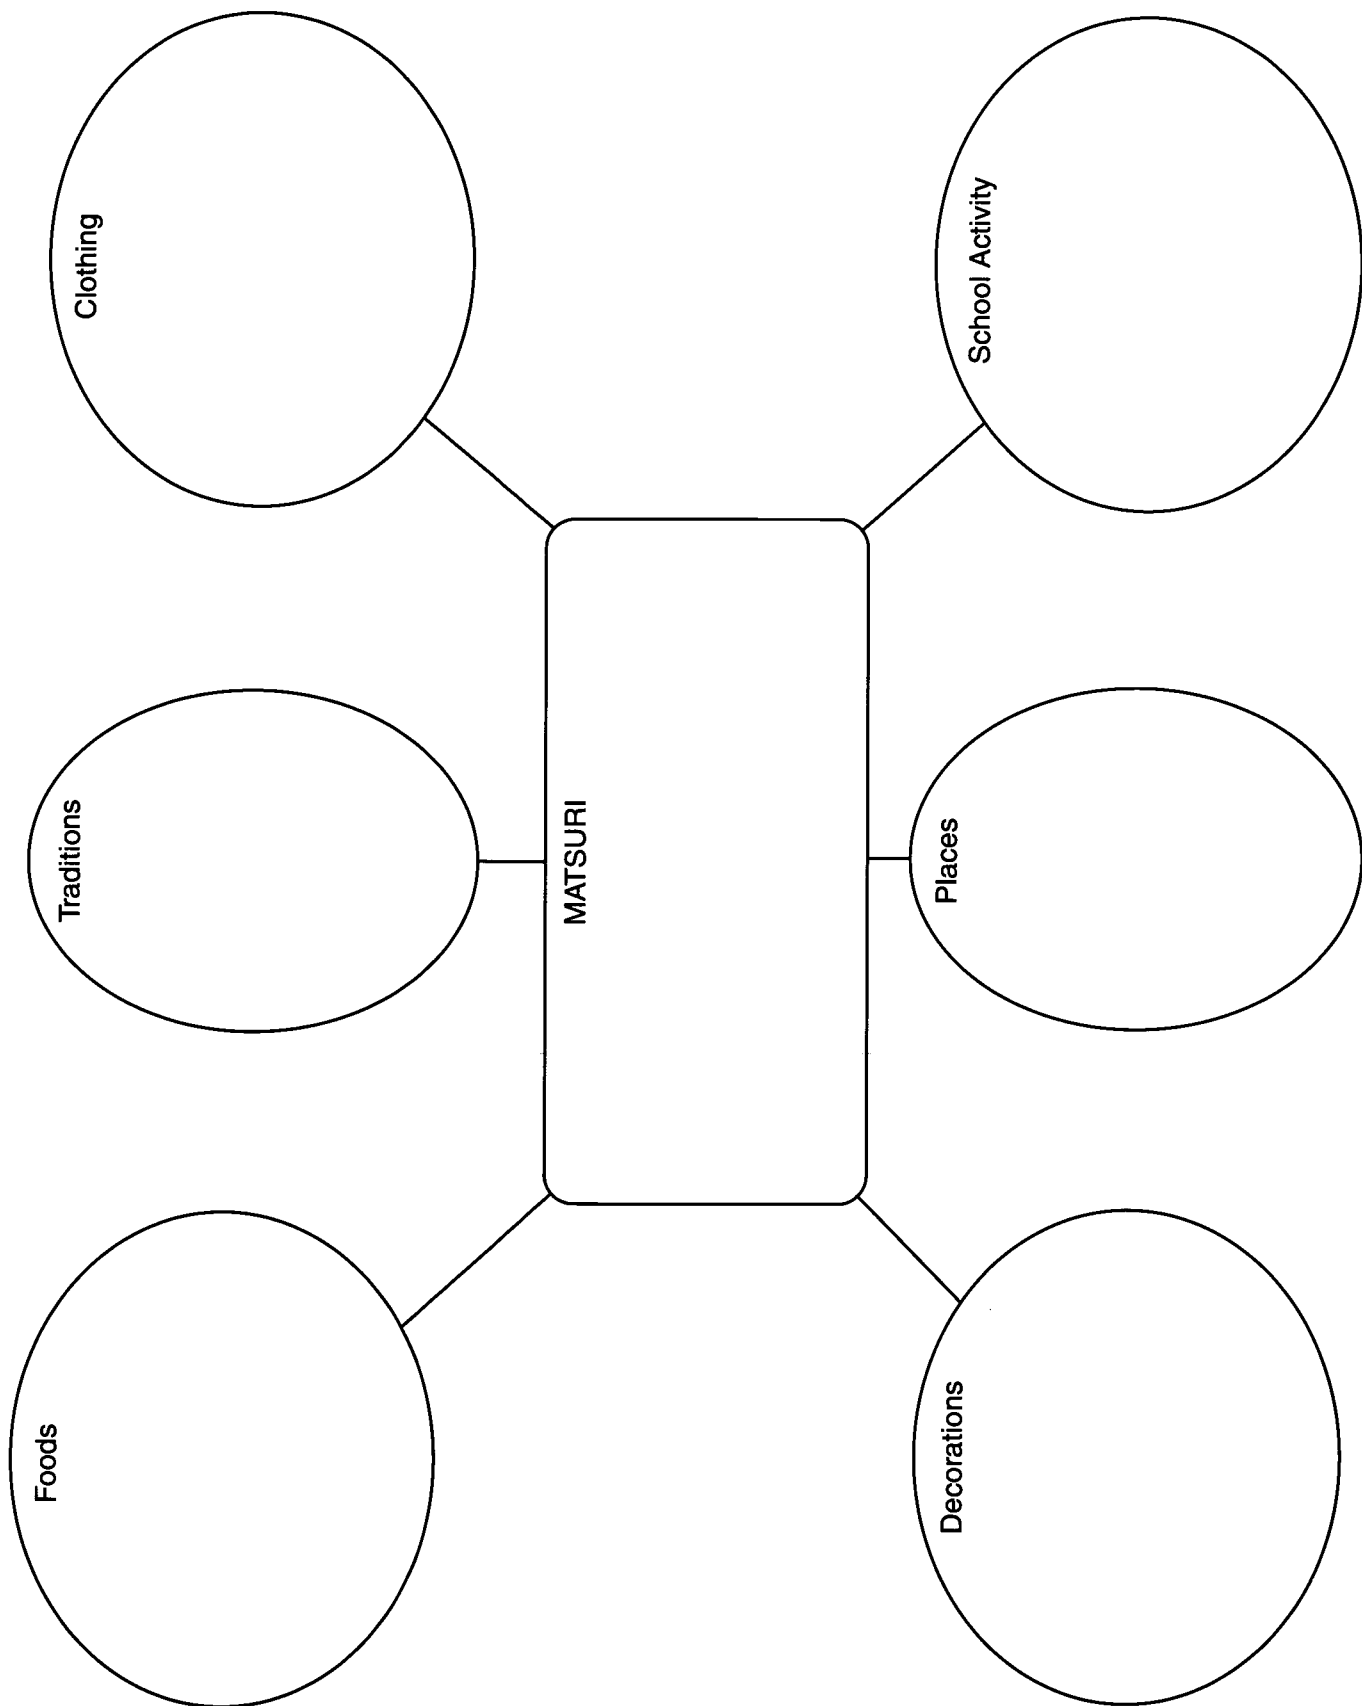 Foods
Traditions
Clothing
MATSURI
Decorations
Places
School Activity